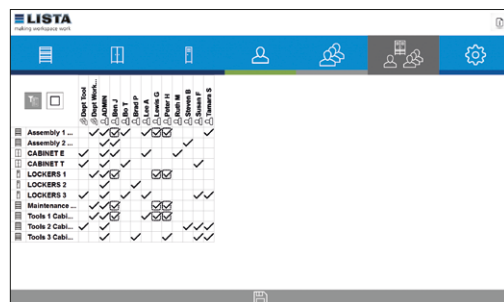 LISTA
making workspace work
Dept Tool
Dept Work...
ADMIN
Ben J
Bo T
Brad P
Lee A
Lewis G
Peter H
Ruth M
Steven B
Susan F
Tamara S
Assembly 1 ...
Assembly 2 ...
CABINET E
CABINET T
LOCKERS 1
LOCKERS 2
LOCKERS 3
Maintenance ...
Tools 1 Cabi...
Tools 2 Cabi...
Tools 3 Cabi...